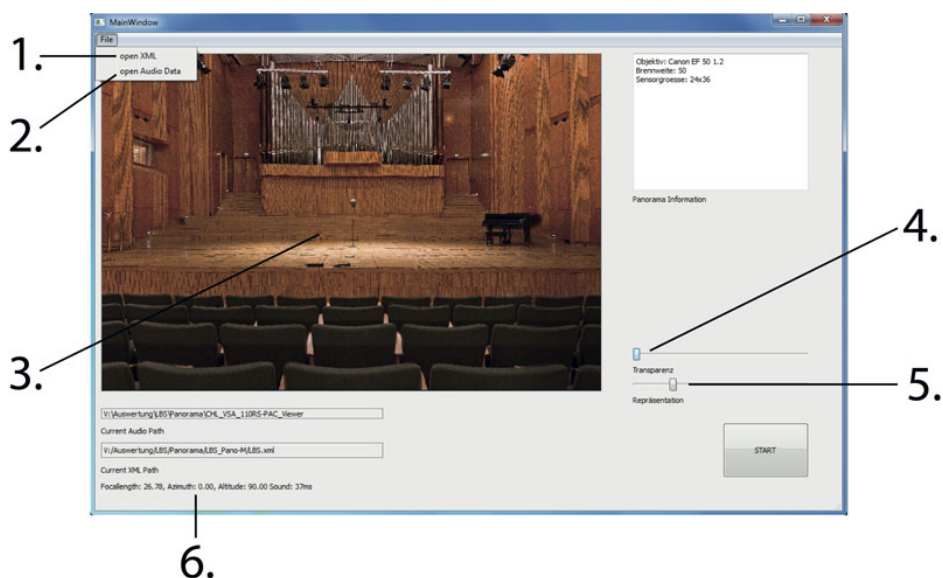 MainWindow
File
1.
open XML
open Audio Data
2.
Objektiv: Canon EF 50 1.2
Brennweite: 50
Sensorgroesse: 24x36
Panorama Information
4.
3.
Transparenz
5.
Repräsentation
V:\Auswertung\LBS\Panorama\CHL_VSA_110RS-PAC_Viewer
Current Audio Path
V:/Auswertung/LBS/Panorama/LBS_Pano-M/LBS.xml
START
Current XML Path
Focallength: 26.78, Azimuth: 0.00, Altitude: 90.00 Sound: 37ms
6.